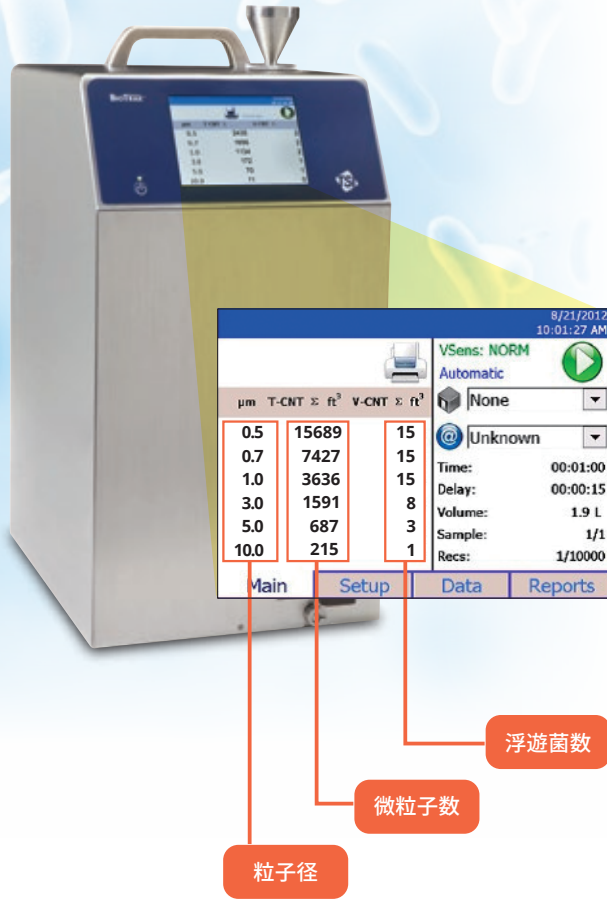 BioTrak
TSI
8/21/2012
10:01:27 AM
VSens: NORM
Automatic
None
Unknown
µm T-CNT Σ ft³ V-CNT Σ ft³
0.5 15689 15
0.7 7427 15
1.0 3636 15
3.0 1591 8
5.0 687 3
10.0 215 1
Time: 00:01:00
Delay: 00:00:15
Volume: 1.9 L
Sample: 1/1
Recs: 1/10000
Main Setup Data Reports
浮遊菌数
微粒子数
粒子径